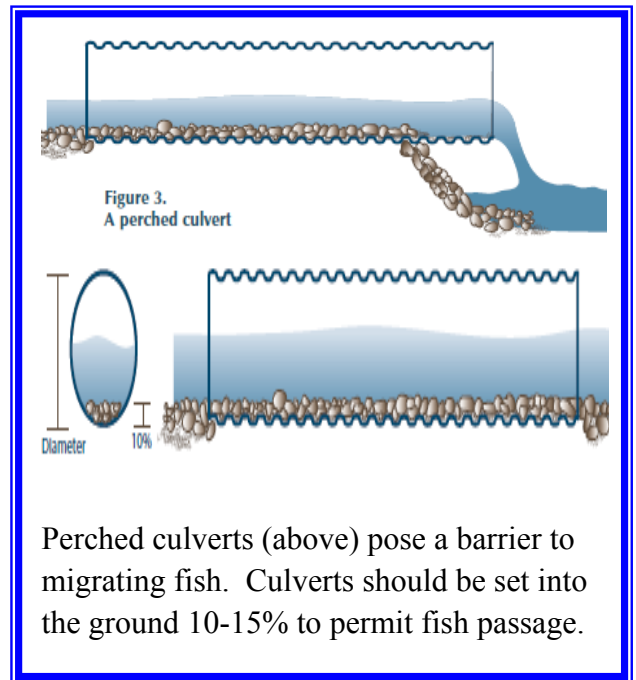 Figure 3.
A perched culvert
Diameter
10%
Perched culverts (above) pose a barrier to
migrating fish. Culverts should be set into
the ground 10-15% to permit fish passage.